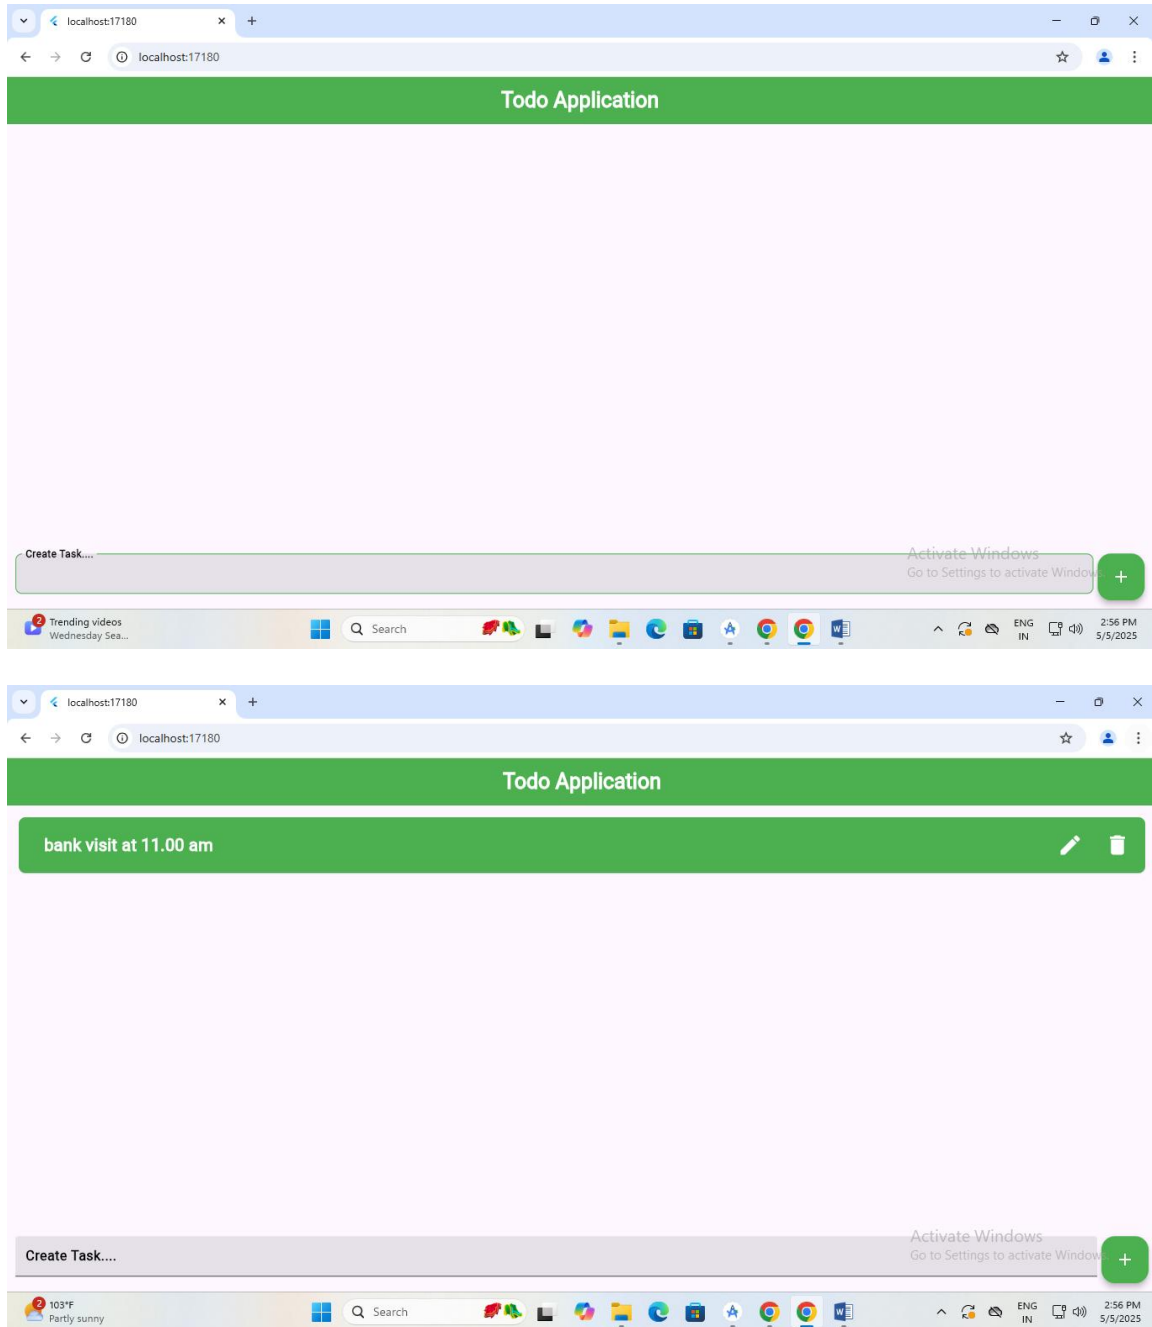 localhost:17180
localhost:17180
Todo Application
Create Task....
Activate Windows
Go to Settings to activate Windows
+
2
Trending videos
Wednesday Sea...
Search
ENG
IN
2:56 PM
5/5/2025
localhost:17180
localhost:17180
Todo Application
bank visit at 11.00 am
Create Task....
Activate Windows
Go to Settings to activate Window
+
2
103°F
Partly sunny
Search
ENG
IN
2:56 PM
5/5/2025